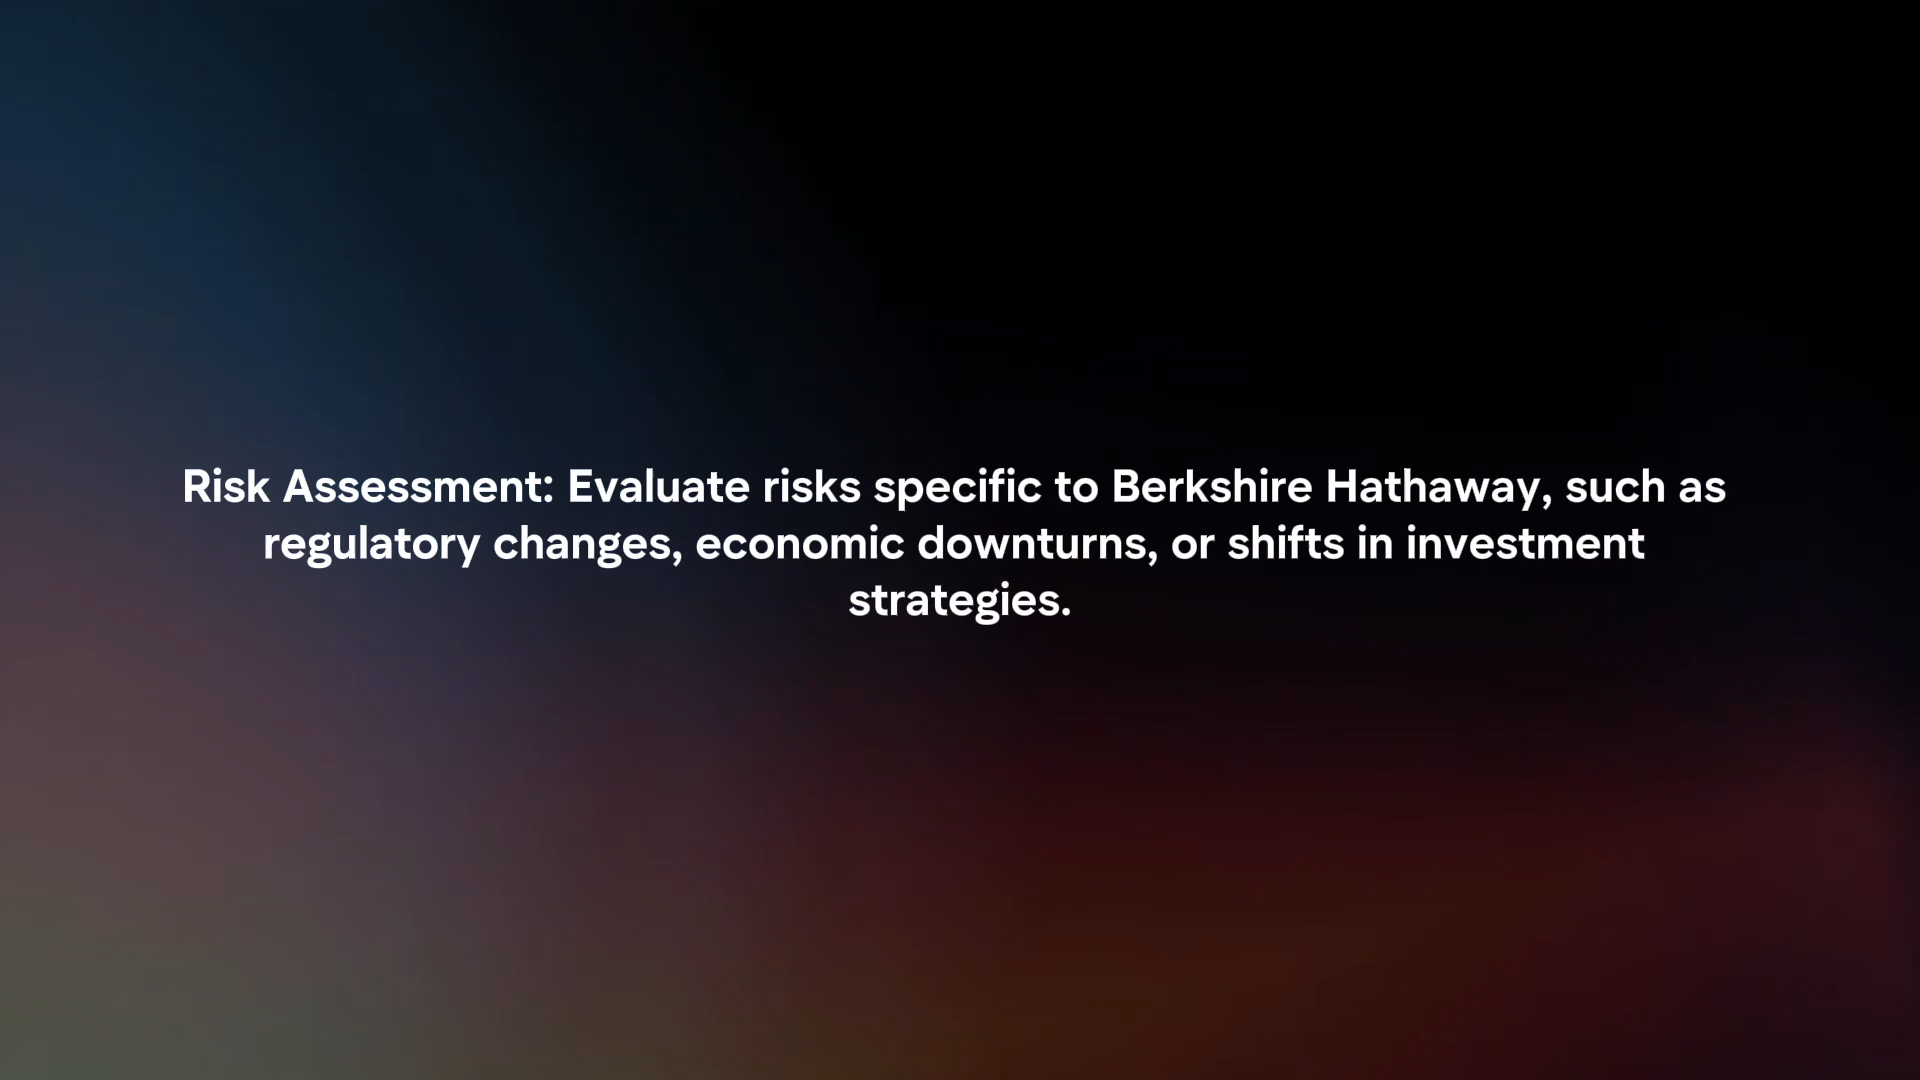 Risk Assessment: Evaluate risks specific to Berkshire Hathaway, such as
regulatory changes, economic downturns, or shifts in investment
strategies.